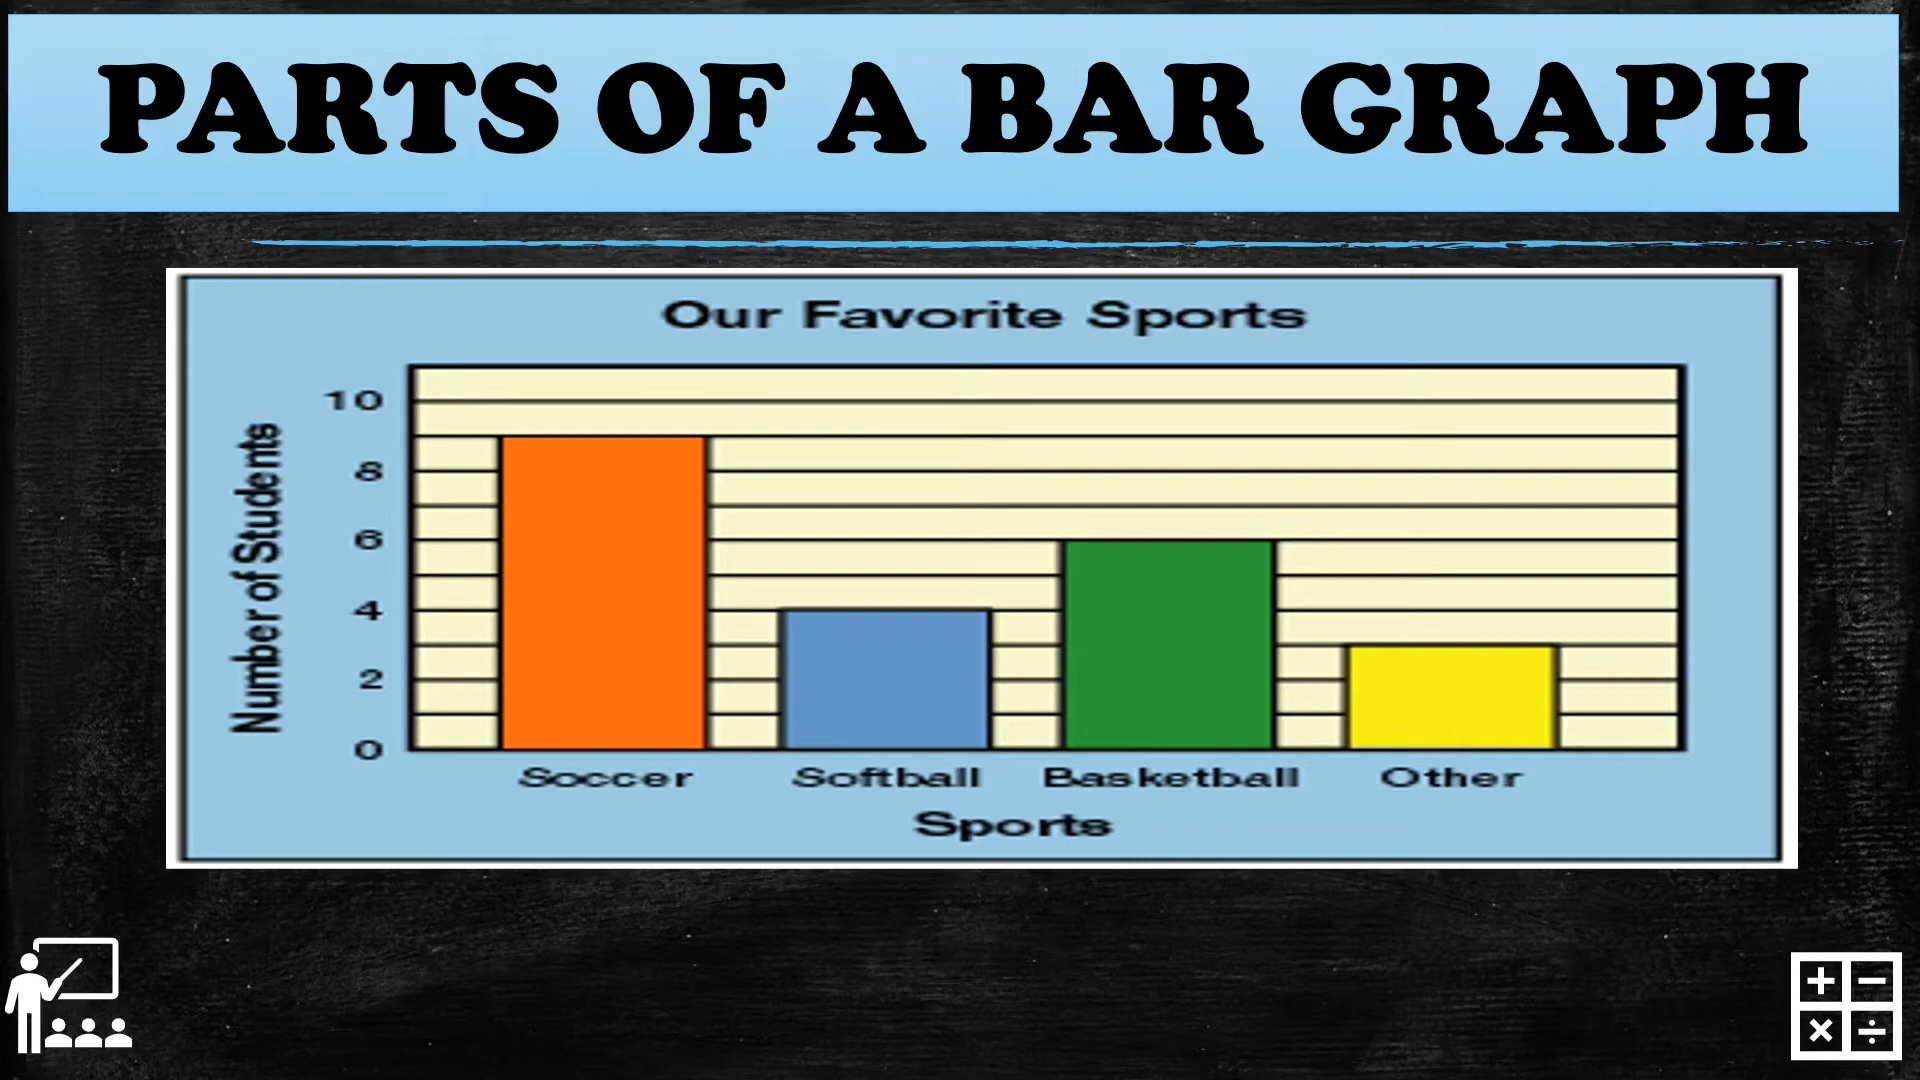 PARTS OF A BAR GRAPH
Our Favorite Sports
Number of Students
10
8
6
4
2
0
Soccer Softball Basketball Other
Sports
+ −
× ÷